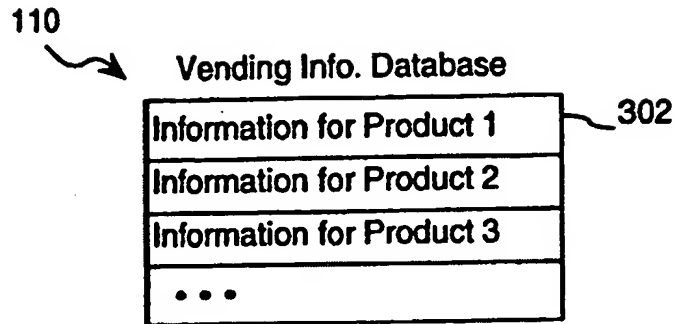 110
Vending Info. Database
Information for Product 1
302
Information for Product 2
Information for Product 3
• • •